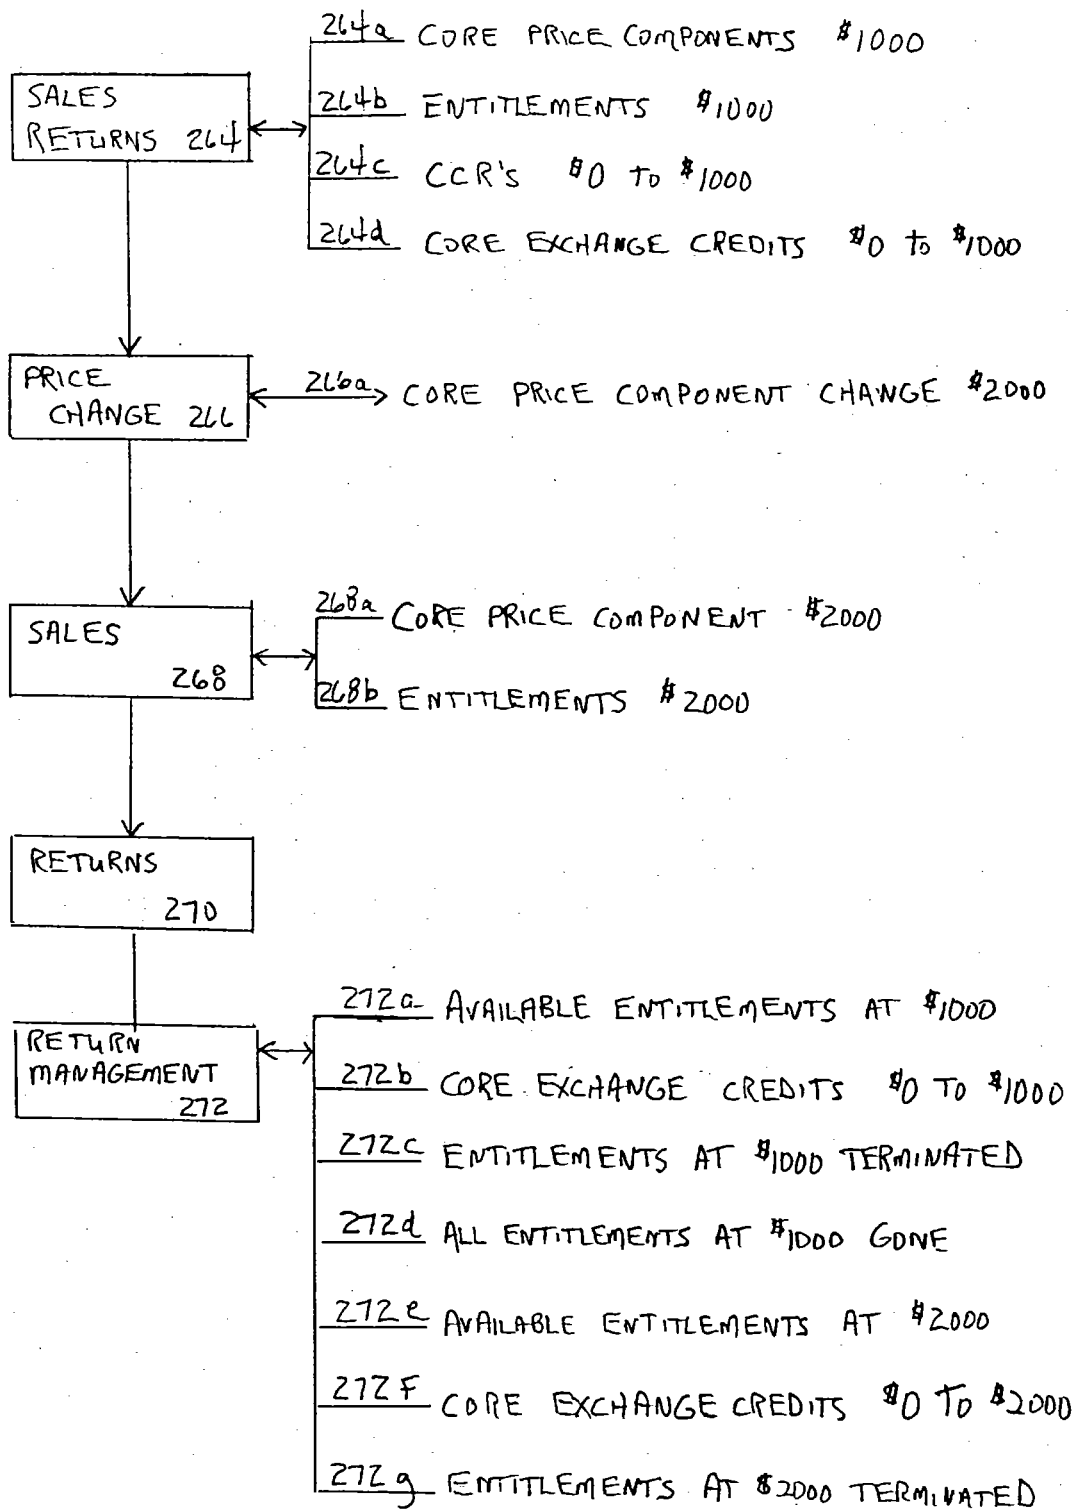 264a CORE PRICE COMPONENTS $1000
SALES
RETURNS 264
264b ENTITLEMENTS $1000
264c CCR'S $0 TO $1000
264d CORE EXCHANGE CREDITS $0 TO $1000
PRICE
CHANGE 266
266a CORE PRICE COMPONENT CHANGE $2000
SALES
268
268a CORE PRICE COMPONENT $2000
268b ENTITLEMENTS $2000
RETURNS
270
RETURN
MANAGEMENT
272
272a AVAILABLE ENTITLEMENTS AT $1000
272b CORE EXCHANGE CREDITS $0 TO $1000
272c ENTITLEMENTS AT $1000 TERMINATED
272d ALL ENTITLEMENTS AT $1000 GONE
272e AVAILABLE ENTITLEMENTS AT $2000
272F CORE EXCHANGE CREDITS $0 TO $2000
272g ENTITLEMENTS AT $2000 TERMINATED